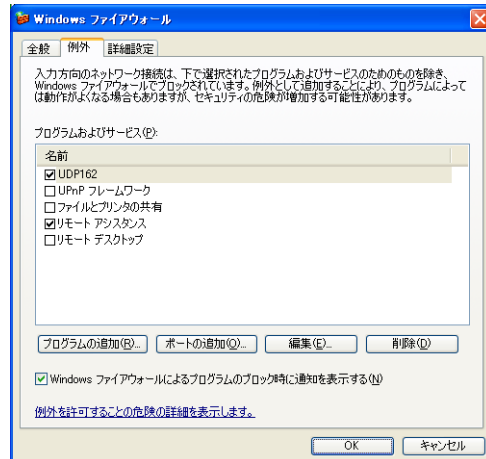 Windows ファイアウォール
全般 例外 詳細設定
入力方向のネットワーク接続は、下で選択されたプログラムおよびサービスのためのものを除き、
Windows ファイアウォールでブロックされています。例外として追加することにより、プログラムによって
は動作がよくなる場合もありますが、セキュリティの危険が増加する可能性があります。
プログラムおよびサービス(P):
名前
UDP162
UPnP フレームワーク
ファイルとプリンタの共有
リモート アシスタンス
リモート デスクトップ
プログラムの追加(R)... ポートの追加(O)... 編集(E)... 削除(D)
Windows ファイアウォールによるプログラムのブロック時に通知を表示する(N)
例外を許可することの危険の詳細を表示します。
OK キャンセル